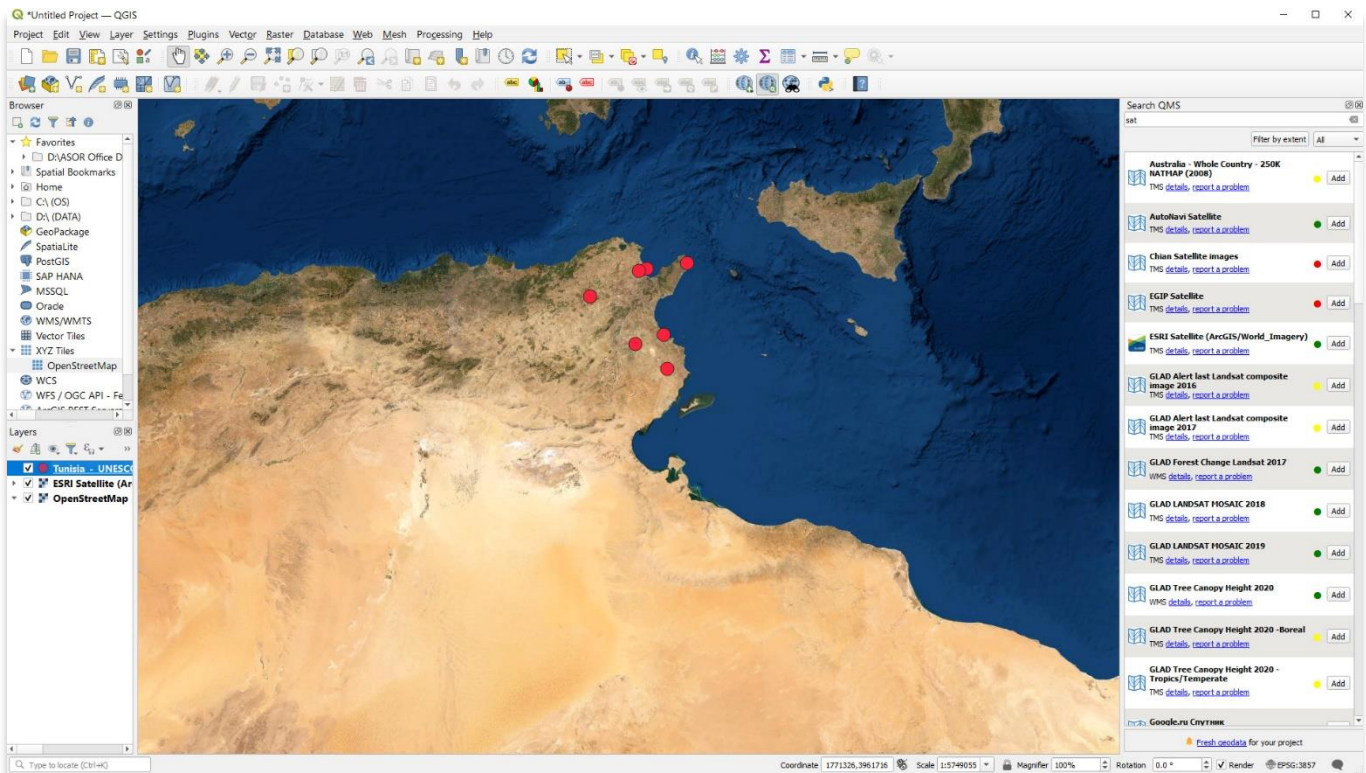 *Untitled Project — QGIS
Project Edit View Layer Settings Plugins Vector Raster Database Web Mesh Processing Help
Browser
Favorites
D:\ASOR Office D
Spatial Bookmarks
Home
C:\ (OS)
D:\ (DATA)
GeoPackage
SpatiaLite
PostGIS
SAP HANA
MSSQL
Oracle
WMS/WMTS
Vector Tiles
XYZ Tiles
OpenStreetMap
WCS
WFS / OGC API - Fe
ArcGIS REST Servers
Layers
Tunisia - UNESCO
ESRI Satellite (Ar
OpenStreetMap
Search QMS
sat
Filter by extent All
Australia - Whole Country - 250K
NATMAP (2008)
TMS details, report a problem Add
AutoNavi Satellite
TMS details, report a problem Add
Chian Satellite images
TMS details, report a problem Add
EGIP Satellite
TMS details, report a problem Add
ESRI Satellite (ArcGIS/World_Imagery)
TMS details, report a problem Add
GLAD Alert last Landsat composite
image 2016
TMS details, report a problem Add
GLAD Alert last Landsat composite
image 2017
TMS details, report a problem Add
GLAD Forest Change Landsat 2017
WMS details, report a problem Add
GLAD LANDSAT MOSAIC 2018
TMS details, report a problem Add
GLAD LANDSAT MOSAIC 2019
TMS details, report a problem Add
GLAD Tree Canopy Height 2020
WMS details, report a problem Add
GLAD Tree Canopy Height 2020 -Boreal
TMS details, report a problem Add
GLAD Tree Canopy Height 2020 -
Tropics/Temperate
TMS details, report a problem Add
Google.ru Спутник
Fresh geodata for your project
Type to locate (Ctrl+K) Coordinate 1771326,3961716 Scale 1:5749055 Magnifier 100% Rotation 0.0 ° Render EPSG:3857